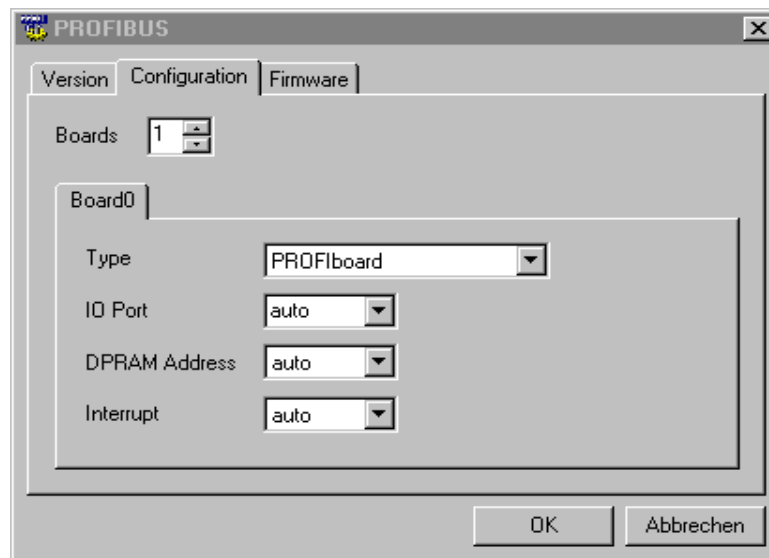 PROFIBUS
Version Configuration Firmware
Boards 1
Board0
Type PROFIboard
IO Port auto
DPRAM Address auto
Interrupt auto
OK Abbrechen